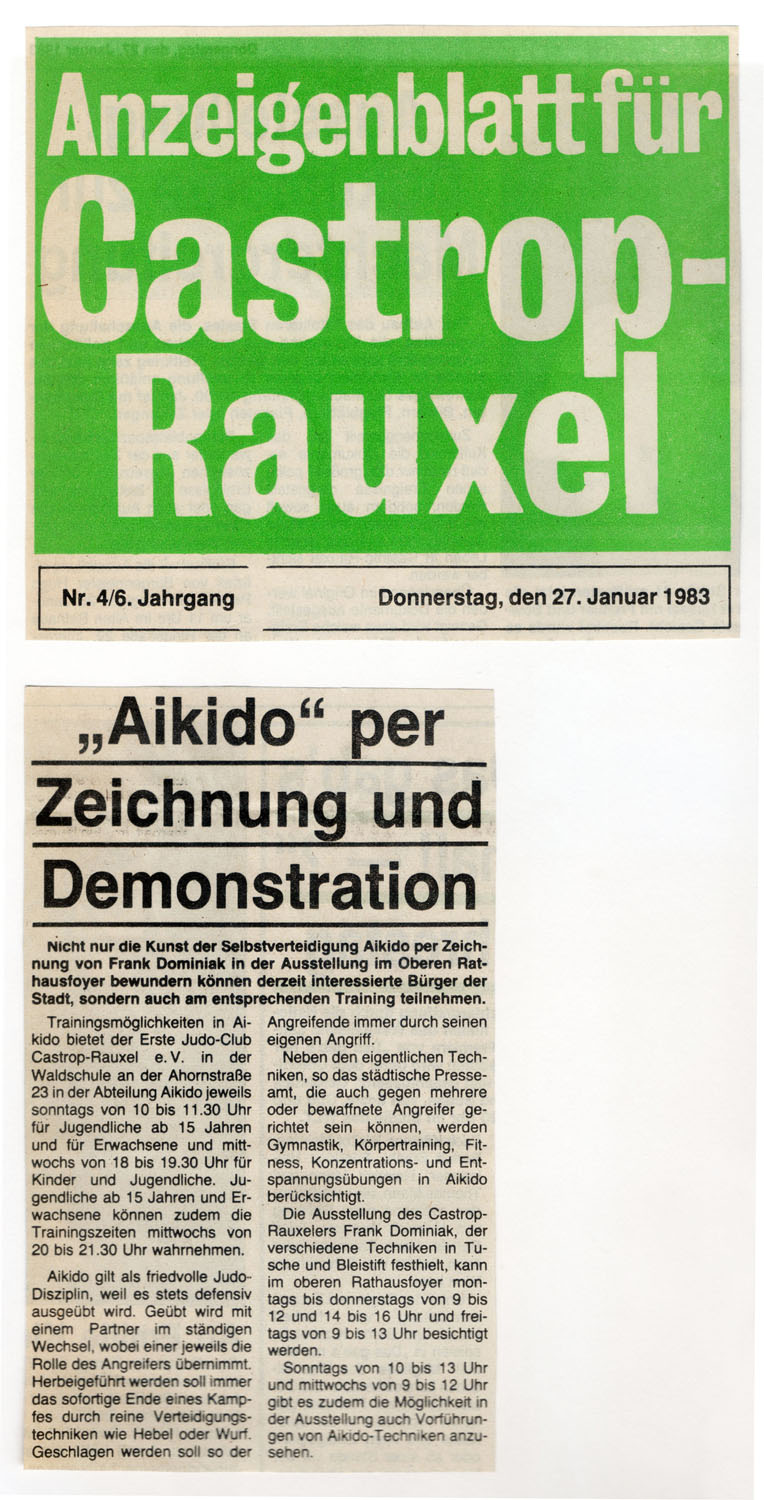 Anzeigenblatt für
Castrop-
Rauxel
Nr. 4/6. Jahrgang
Donnerstag, den 27. Januar 1983
„Aikido“ per
Zeichnung und
Demonstration
Nicht nur die Kunst der Selbstverteidigung Aikido per Zeich-
nung von Frank Dominiak in der Ausstellung im Oberen Rat-
hausfoyer bewundern können derzeit interessierte Bürger der
Stadt, sondern auch am entsprechenden Training teilnehmen.
Trainingsmöglichkeiten in Ai-
kido bietet der Erste Judo-Club
Castrop-Rauxel e. V. in der
Waldschule an der Ahornstraße
23 in der Abteilung Aikido jeweils
sonntags von 10 bis 11.30 Uhr
für Jugendliche ab 15 Jahren
und für Erwachsene und mitt-
wochs von 18 bis 19.30 Uhr für
Kinder und Jugendliche. Ju-
gendliche ab 15 Jahren und Er-
wachsene können zudem die
Trainingszeiten mittwochs von
20 bis 21.30 Uhr wahrnehmen.
Aikido gilt als friedvolle Judo-
Disziplin, weil es stets defensiv
ausgeübt wird. Geübt wird mit
einem Partner im ständigen
Wechsel, wobei einer jeweils die
Rolle des Angreifers übernimmt.
Herbeigeführt werden soll immer
das sofortige Ende eines Kamp-
fes durch reine Verteidigungs-
techniken wie Hebel oder Wurf.
Geschlagen werden soll so der
Angreifende immer durch seinen
eigenen Angriff.
Neben den eigentlichen Tech-
niken, so das städtische Presse-
amt, die auch gegen mehrere
oder bewaffnete Angreifer ge-
richtet sein können, werden
Gymnastik, Körpertraining, Fit-
ness, Konzentrations- und Ent-
spannungsübungen in Aikido
berücksichtigt.
Die Ausstellung des Castrop-
Rauxelers Frank Dominiak, der
verschiedene Techniken in Tu-
sche und Bleistift festhielt, kann
im oberen Rathausfoyer mon-
tags bis donnerstags von 9 bis
12 und 14 bis 16 Uhr und frei-
tags von 9 bis 13 Uhr besichtigt
werden.
Sonntags von 10 bis 13 Uhr
und mittwochs von 9 bis 12 Uhr
gibt es zudem die Möglichkeit in
der Ausstellung auch Vorführun-
gen von Aikido-Techniken anzu-
sehen.